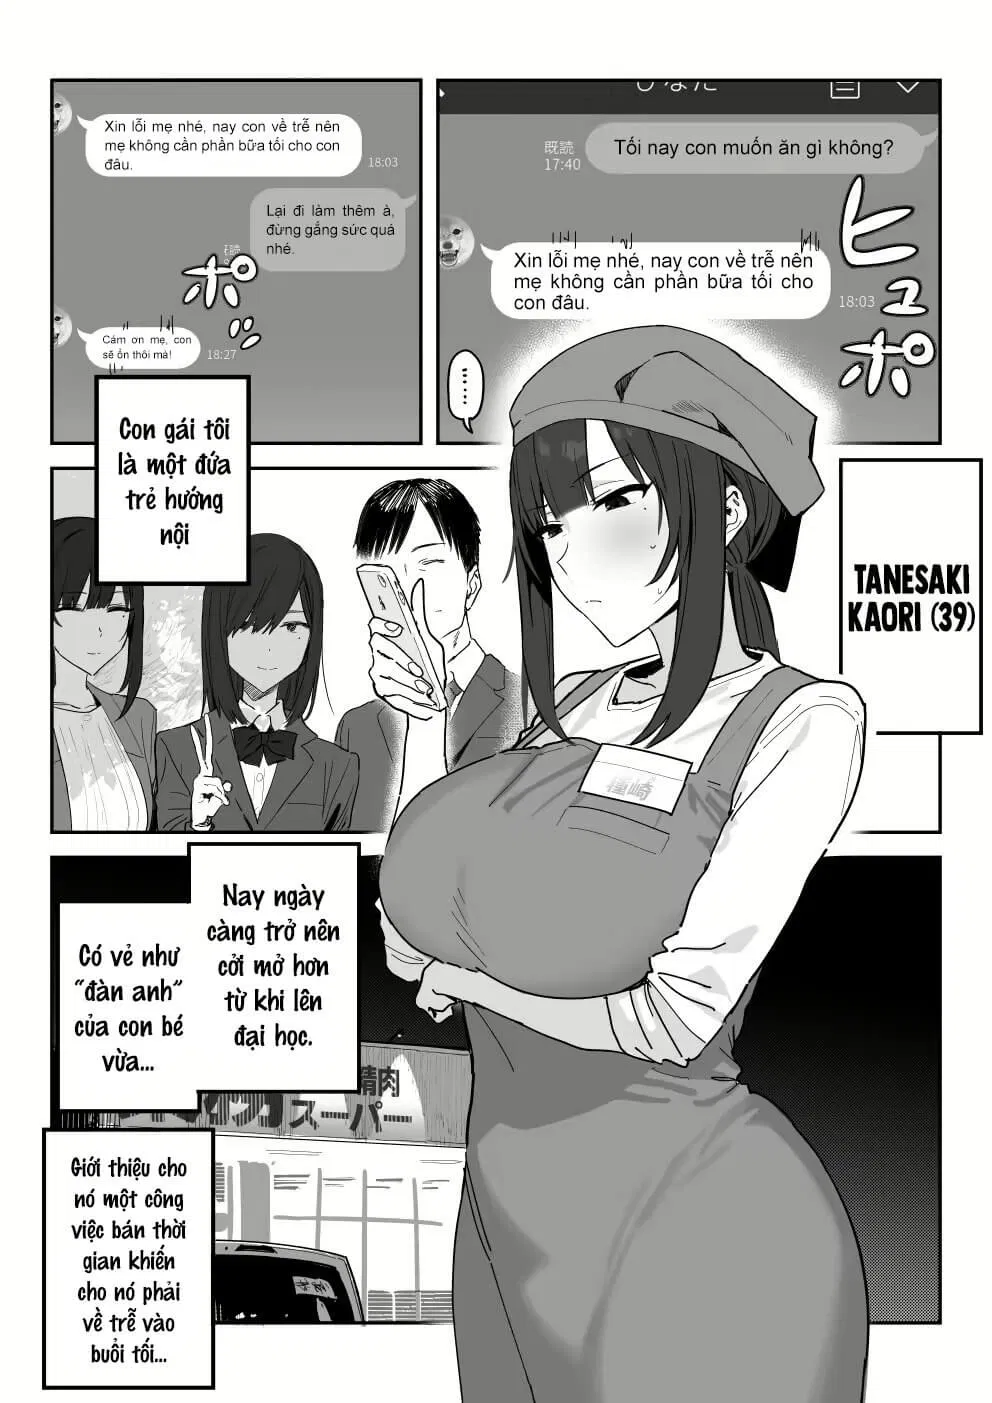 ひなた
Tối nay con muốn ăn gì không?
既読
17:40
Xin lỗi mẹ nhé, nay con về trễ nên
mẹ không cần phần bữa tối cho
con đâu.
18:03
ヒュポ
Xin lỗi mẹ nhé, nay con về trễ nên
mẹ không cần phần bữa tối cho con
đâu.
18:03
Lại đi làm thêm à,
đừng gắng sức quá
nhé.
ポ
Cám ơn mẹ, con
sẽ ổn thôi mà!
18:27
TANESAKI
KAORI (39)
種崎
Con gái tôi
là một đứa
trẻ hướng
nội
Nay ngày
càng trở nên
cởi mở hơn
từ khi lên
đại học.
Có vẻ như
“đàn anh”
của con bé
vừa...
精肉
スーパー
Giới thiệu cho
nó một công
việc bán thời
gian khiến
cho nó phải
về trễ vào
buổi tối...